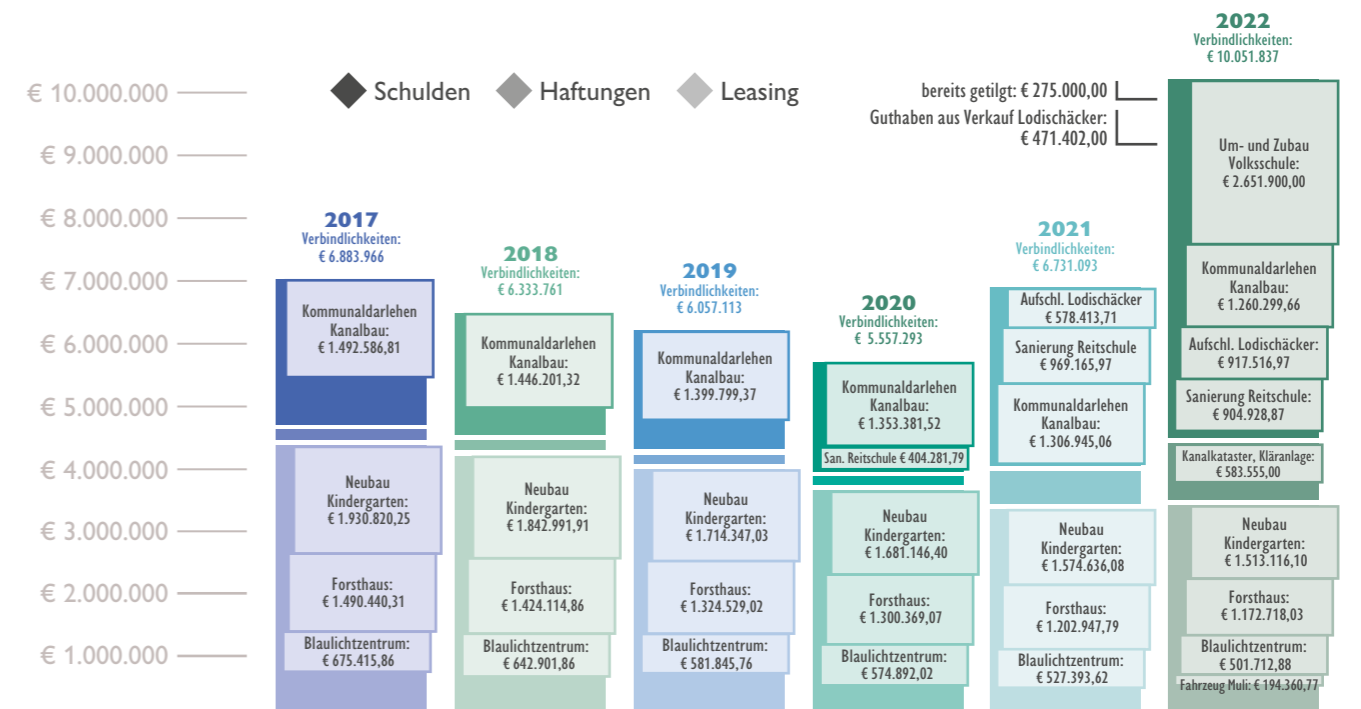 € 10.000.000
€ 9.000.000
€ 8.000.000
€ 7.000.000
€ 6.000.000
€ 5.000.000
€ 4.000.000
€ 3.000.000
€ 2.000.000
€ 1.000.000
Schulden
Haftungen
Leasing
2017
Verbindlichkeiten:
€ 6.883.966
Kommunaldarlehen
Kanalbau:
€ 1.492.586,81
Neubau
Kindergarten:
€ 1.930.820,25
Forsthaus:
€ 1.490.440,31
Blaulichtzentrum:
€ 675.415,86
2018
Verbindlichkeiten:
€ 6.333.761
Kommunaldarlehen
Kanalbau:
€ 1.446.201,32
Neubau
Kindergarten:
€ 1.842.991,91
Forsthaus:
€ 1.424.114,86
Blaulichtzentrum:
€ 642.901,86
2019
Verbindlichkeiten:
€ 6.057.113
Kommunaldarlehen
Kanalbau:
€ 1.399.799,37
Neubau
Kindergarten:
€ 1.714.347,03
Forsthaus:
€ 1.324.529,02
Blaulichtzentrum:
€ 581.845,76
2020
Verbindlichkeiten:
€ 5.557.293
Kommunaldarlehen
Kanalbau:
€ 1.353.381,52
San. Reitschule € 404.281,79
Neubau
Kindergarten:
€ 1.681.146,40
Forsthaus:
€ 1.300.369,07
Blaulichtzentrum:
€ 574.892,02
2021
Verbindlichkeiten:
€ 6.731.093
Aufschl. Lodischäcker
€ 578.413,71
Sanierung Reitschule
€ 969.165,97
Kommunaldarlehen
Kanalbau:
€ 1.306.945,06
Neubau
Kindergarten:
€ 1.574.636,08
Forsthaus:
€ 1.202.947,79
Blaulichtzentrum:
€ 527.393,62
2022
Verbindlichkeiten:
€ 10.051.837
bereits getilgt: € 275.000,00
Guthaben aus Verkauf Lodischäcker:
€ 471.402,00
Um- und Zubau
Volksschule:
€ 2.651.900,00
Kommunaldarlehen
Kanalbau:
€ 1.260.299,66
Aufschl. Lodischäcker:
€ 917.516,97
Sanierung Reitschule:
€ 904.928,87
Kanalkataster, Kläranlage:
€ 583.555,00
Neubau
Kindergarten:
€ 1.513.116,10
Forsthaus:
€ 1.172.718,03
Blaulichtzentrum:
€ 501.712,88
Fahrzeug Muli: € 194.360,77